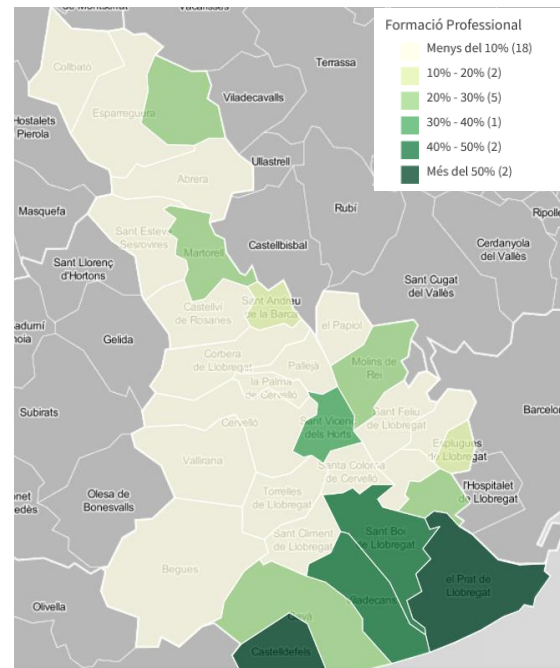 de Montserrat
Vacarisses
Formació Professional
Menys del 10% (18)
10% - 20% (2)
20% - 30% (5)
30% - 40% (1)
40% - 50% (2)
Més del 50% (2)
Collbató
Terrassa
Esparreguera
Viladecavalls
Hostalets
Pierola
Ullastrell
Abrera
Masquefa
Rubí
Ripolle
Sant Esteve
Sesrovires
Martorell
Castellbisbal
Cerdanyola
del Vallès
Sant Llorenç
d'Hortons
Sant Cugat
del Vallès
Castellví
de Rosanes
Sant Andreu
de la Barca
el Papiol
Gelida
Corbera
de Llobregat
Pallejà
Molins de
Rei
la Palma
de Cervelló
Subirats
Cervelló
Sant Vicenç
dels Horts
Sant Feliu
de Llobregat
Barcelon
Esplugues
de Llobregat
Vallirana
Santa Coloma
de Cervelló
l'Hospitalet
de Llobregat
Olesa de
Bonesvalls
Torrelles
de Llobregat
Sant Climent
de Llobregat
Sant Boi
de Llobregat
Begues
el Prat de
Llobregat
Viladecans
Olivella
Gavà
Castelldefels